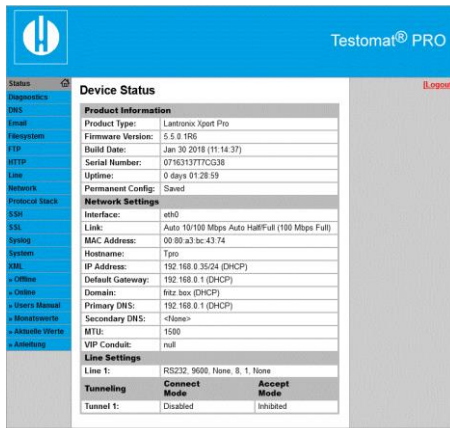 Testomat® PRO
Status
Diagnostics
DNS
Email
Filesystem
FTP
HTTP
Line
Network
Protocol Stack
SSH
SSL
Syslog
System
XML
» Offline
» Online
» Users Manual
» Monatswerte
» Aktuelle Werte
» Anleitung
Device Status
Product Information
Product Type: Lantronix Xport Pro
Firmware Version: 5.5.0.1R6
Build Date: Jan 30 2018 (11:14:37)
Serial Number: 07163137T7CG38
Uptime: 0 days 01:28:59
Permanent Config: Saved
Network Settings
Interface: eth0
Link: Auto 10/100 Mbps Auto Half/Full (100 Mbps Full)
MAC Address: 00:80:a3:bc:43:74
Hostname: Tpro
IP Address: 192.168.0.35/24 (DHCP)
Default Gateway: 192.168.0.1 (DHCP)
Domain: fritz.box (DHCP)
Primary DNS: 192.168.0.1 (DHCP)
Secondary DNS: <None>
MTU: 1500
VIP Conduit: null
Line Settings
Line 1: RS232, 9600, None, 8, 1, None
Tunneling Connect Mode Accept Mode
Tunnel 1: Disabled Inhibited
[Logout